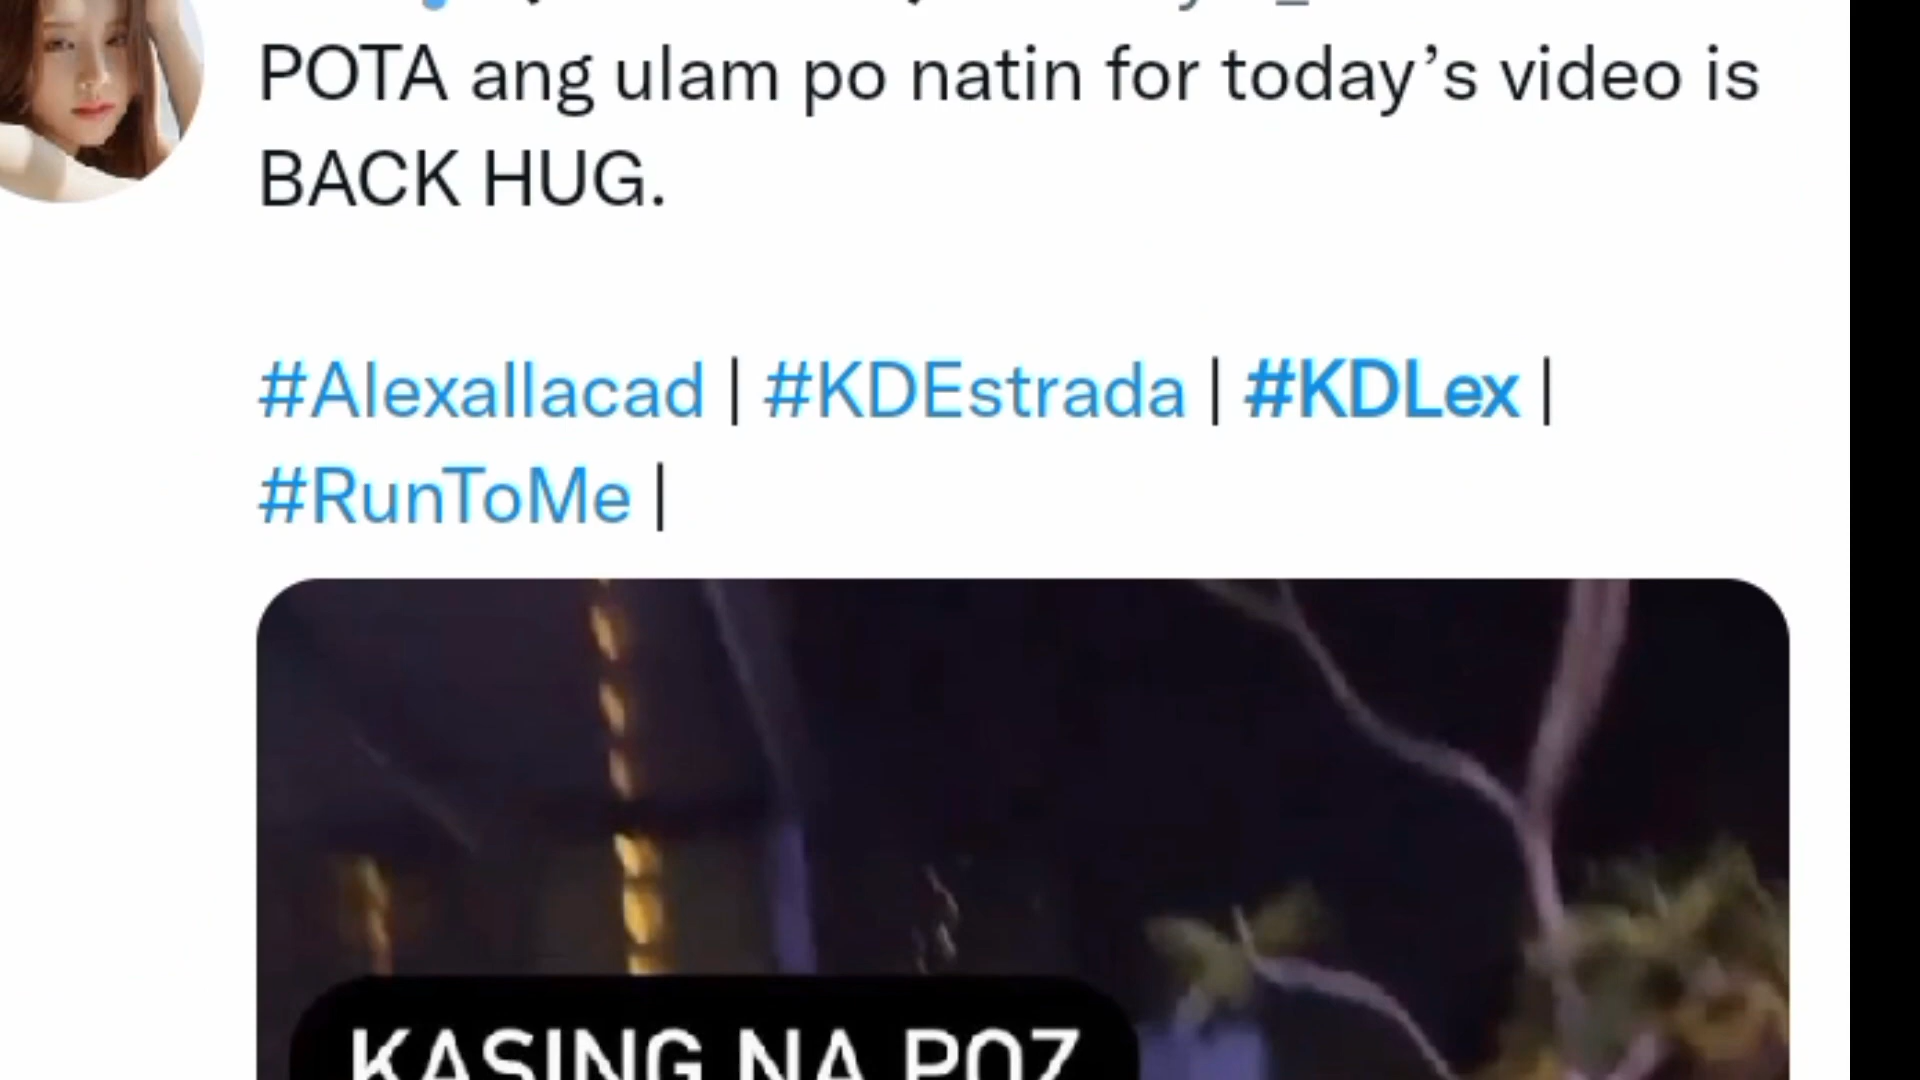 POTA ang ulam po natin for today’s video is
BACK HUG.
#Alexallacad | #KDEstrada | #KDLex |
#RunToMe |
KASING NA POZ